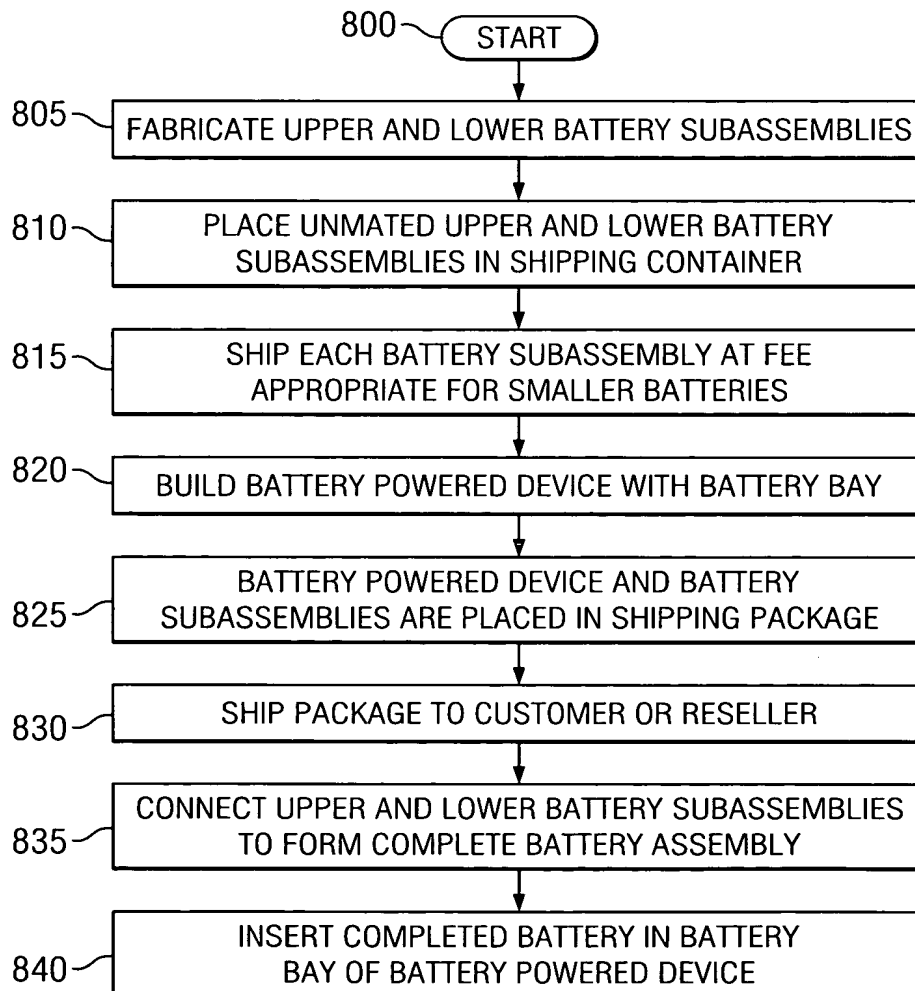 800 START
805 FABRICATE UPPER AND LOWER BATTERY SUBASSEMBLIES
810 PLACE UNMATED UPPER AND LOWER BATTERY
SUBASSEMBLIES IN SHIPPING CONTAINER
815 SHIP EACH BATTERY SUBASSEMBLY AT FEE
APPROPRIATE FOR SMALLER BATTERIES
820 BUILD BATTERY POWERED DEVICE WITH BATTERY BAY
825 BATTERY POWERED DEVICE AND BATTERY
SUBASSEMBLIES ARE PLACED IN SHIPPING PACKAGE
830 SHIP PACKAGE TO CUSTOMER OR RESELLER
835 CONNECT UPPER AND LOWER BATTERY SUBASSEMBLIES
TO FORM COMPLETE BATTERY ASSEMBLY
840 INSERT COMPLETED BATTERY IN BATTERY
BAY OF BATTERY POWERED DEVICE